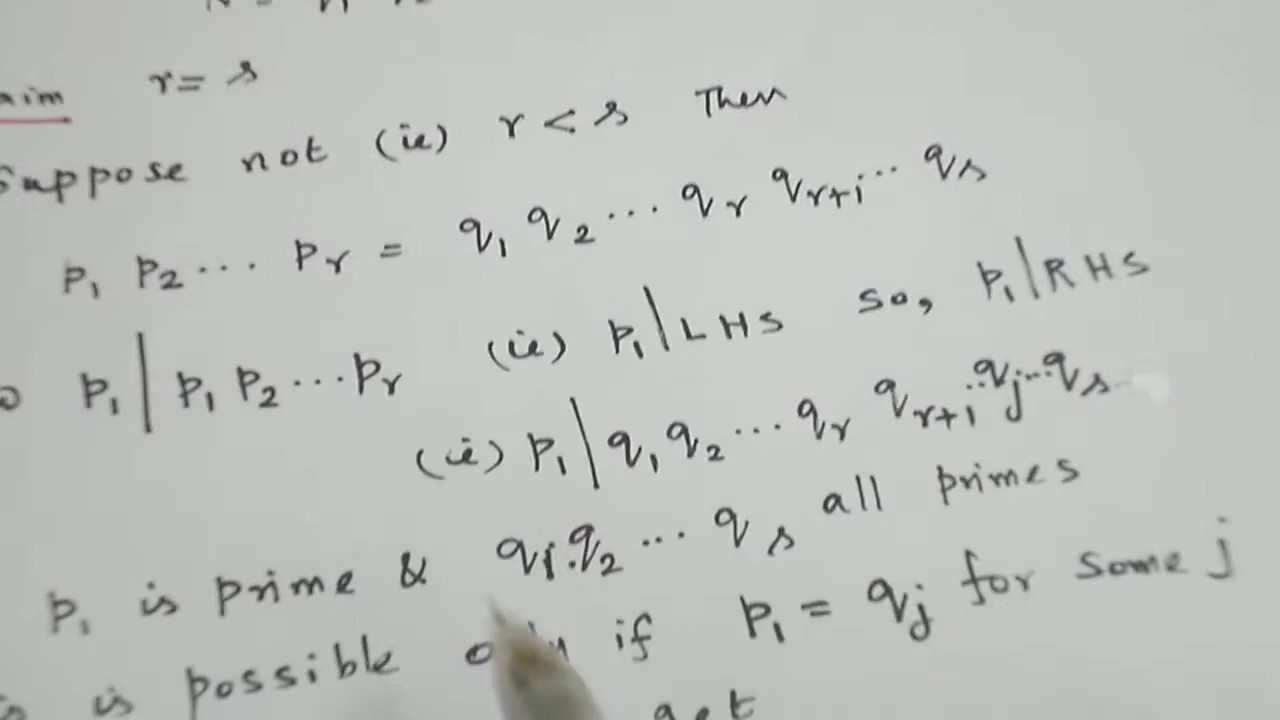 aim r = s
Suppose not (ie) r < s Then
p₁ p₂ ... pᵣ = q₁ q₂ ... qᵣ qᵣ₊₁ ... qₛ
p₁ | p₁ p₂ ... pᵣ (ie) p₁ | LHS so, p₁ | RHS
(ie) p₁ | q₁ q₂ ... qᵣ qᵣ₊₁ ... qⱼ ... qₛ
p₁ is prime & q₁.q₂ ... qₛ all primes
is possible only if p₁ = qⱼ for some j
get